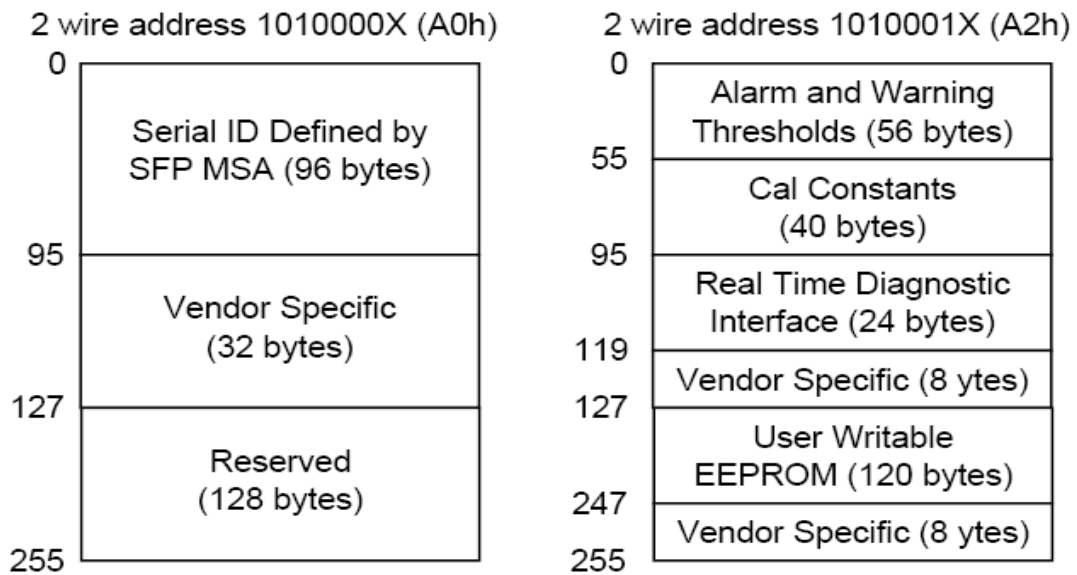 2 wire address 1010000X (A0h)
0
Serial ID Defined by
SFP MSA (96 bytes)
95
Vendor Specific
(32 bytes)
127
Reserved
(128 bytes)
255
2 wire address 1010001X (A2h)
0
Alarm and Warning
Thresholds (56 bytes)
55
Cal Constants
(40 bytes)
95
Real Time Diagnostic
Interface (24 bytes)
119
Vendor Specific (8 ytes)
127
User Writable
EEPROM (120 bytes)
247
Vendor Specific (8 ytes)
255